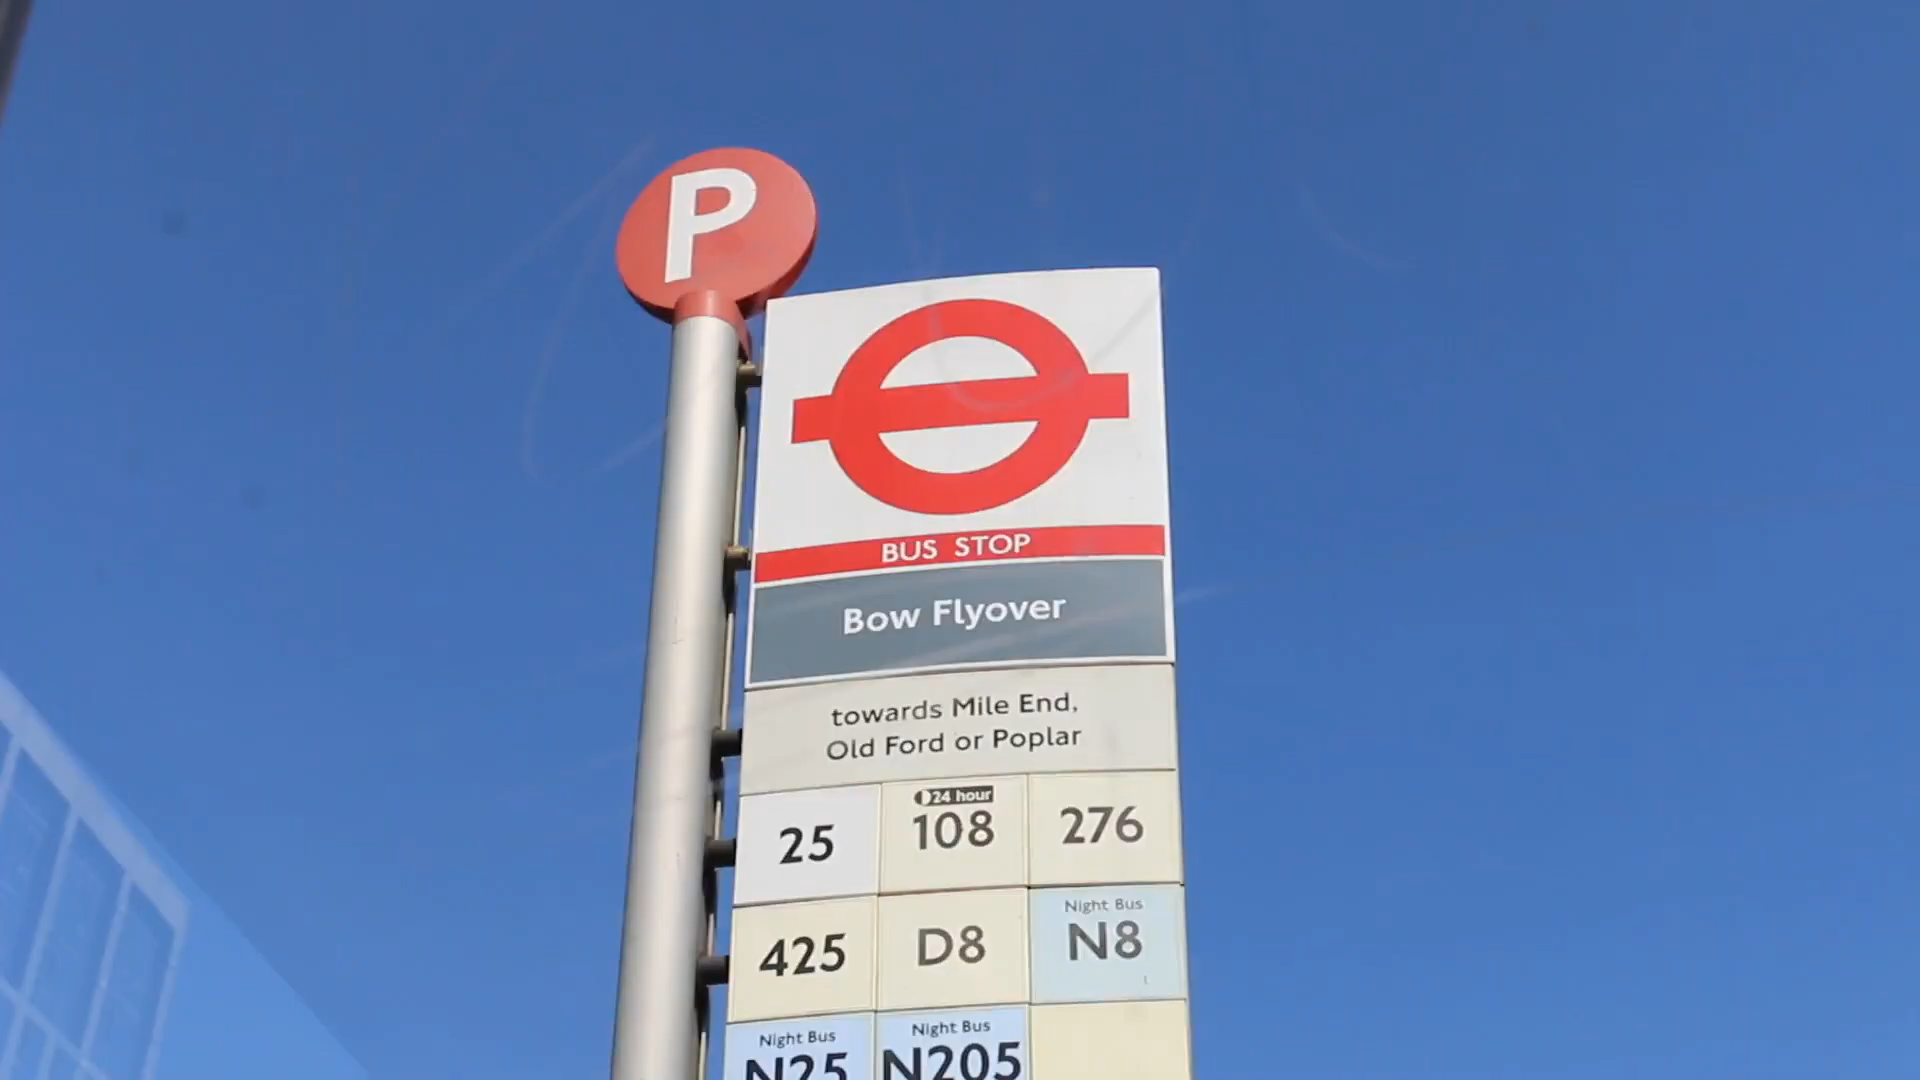 P
BUS STOP
Bow Flyover
towards Mile End,
Old Ford or Poplar
25
24 hour
108
276
425
D8
Night Bus
N8
Night Bus
N25
Night Bus
N205